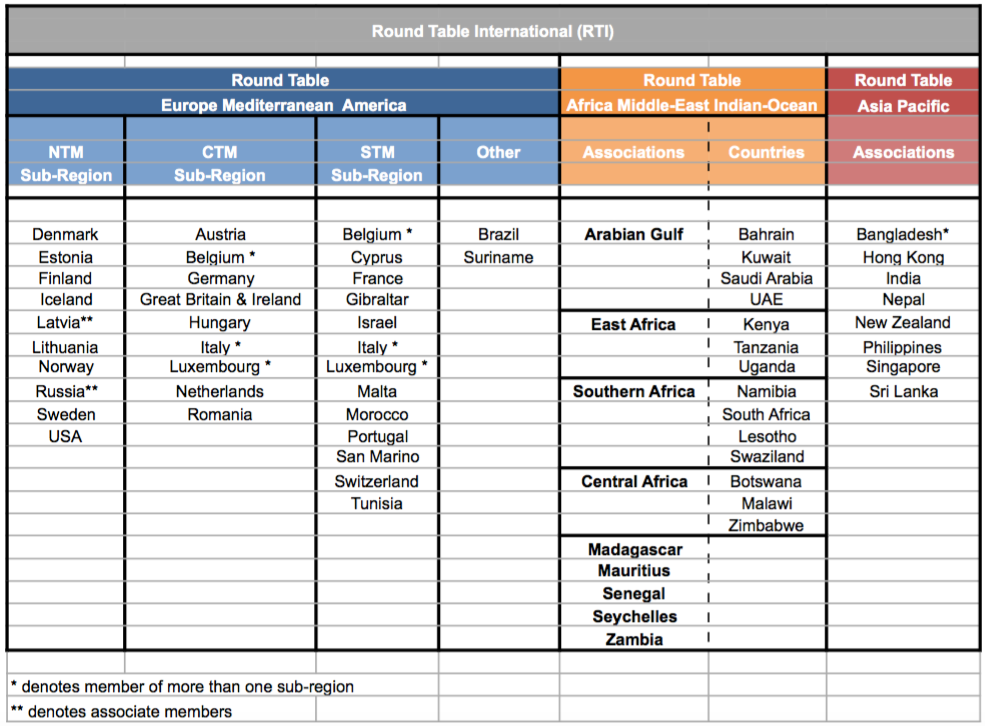 Round Table International (RTI)
Round Table Round Table Round Table
Europe Mediterranean America Africa Middle-East Indian-Ocean Asia Pacific
NTM CTM STM Other Associations Countries Associations
Sub-Region Sub-Region Sub-Region
Denmark Austria Belgium * Brazil Arabian Gulf Bahrain Bangladesh*
Estonia Belgium * Cyprus Suriname Kuwait Hong Kong
Finland Germany France Saudi Arabia India
Iceland Great Britain & Ireland Gibraltar UAE Nepal
Latvia** Hungary Israel East Africa Kenya New Zealand
Lithuania Italy * Italy * Tanzania Philippines
Norway Luxembourg * Luxembourg * Uganda Singapore
Russia** Netherlands Malta Southern Africa Namibia Sri Lanka
Sweden Romania Morocco South Africa
USA Portugal Lesotho
San Marino Swaziland
Switzerland Central Africa Botswana
Tunisia Malawi
Zimbabwe
Madagascar
Mauritius
Senegal
Seychelles
Zambia
* denotes member of more than one sub-region
** denotes associate members